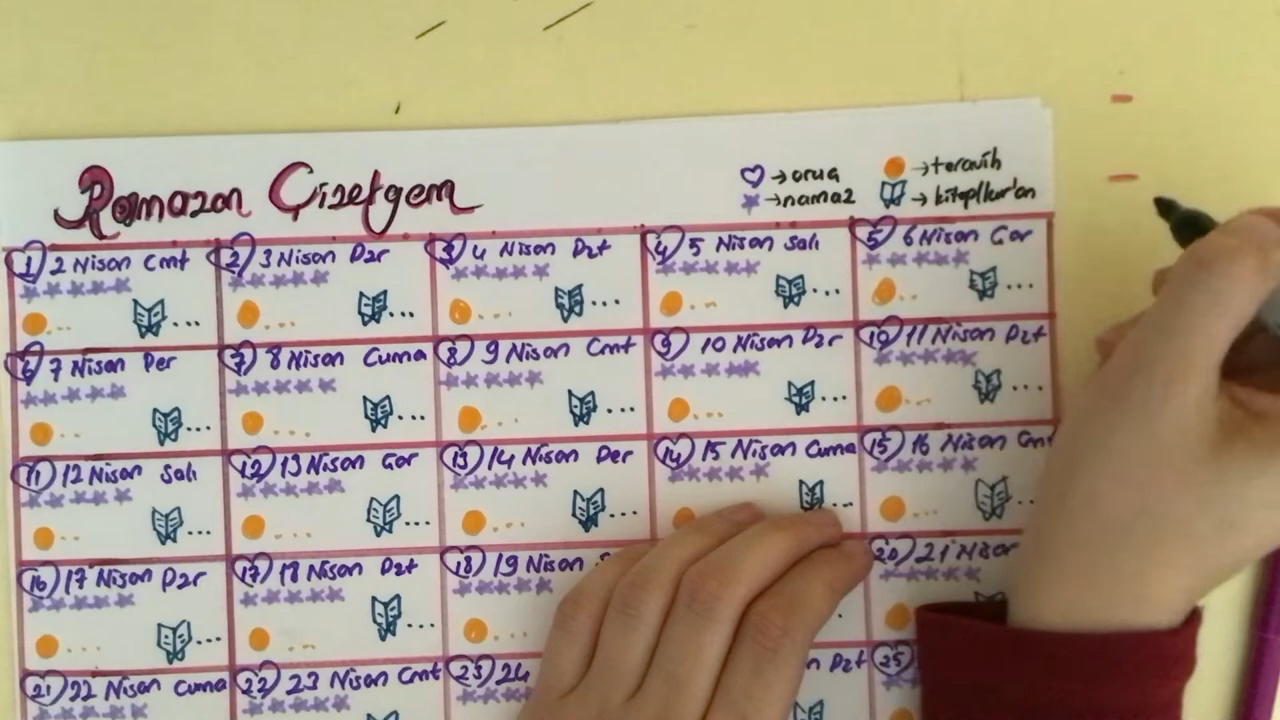 Ramazan Çizelgem
→oruç →teravih
→namaz →kitap/kur'an
1 2 Nisan Cmt 2 3 Nisan Pzr 3 4 Nisan Pzt 4 5 Nisan Salı 5 6 Nisan Çar
6 7 Nisan Per 7 8 Nisan Cuma 8 9 Nisan Cmt 9 10 Nisan Pzr 10 11 Nisan Pzt
11 12 Nisan Salı 12 13 Nisan Çar 13 14 Nisan Per 14 15 Nisan Cuma 15 16 Nisan Cmt
16 17 Nisan Pzr 17 18 Nisan Pzt 18 19 Nisan 20 21 Nisan
21 22 Nisan Cuma 22 23 Nisan Cmt 23 24 Pzt 25